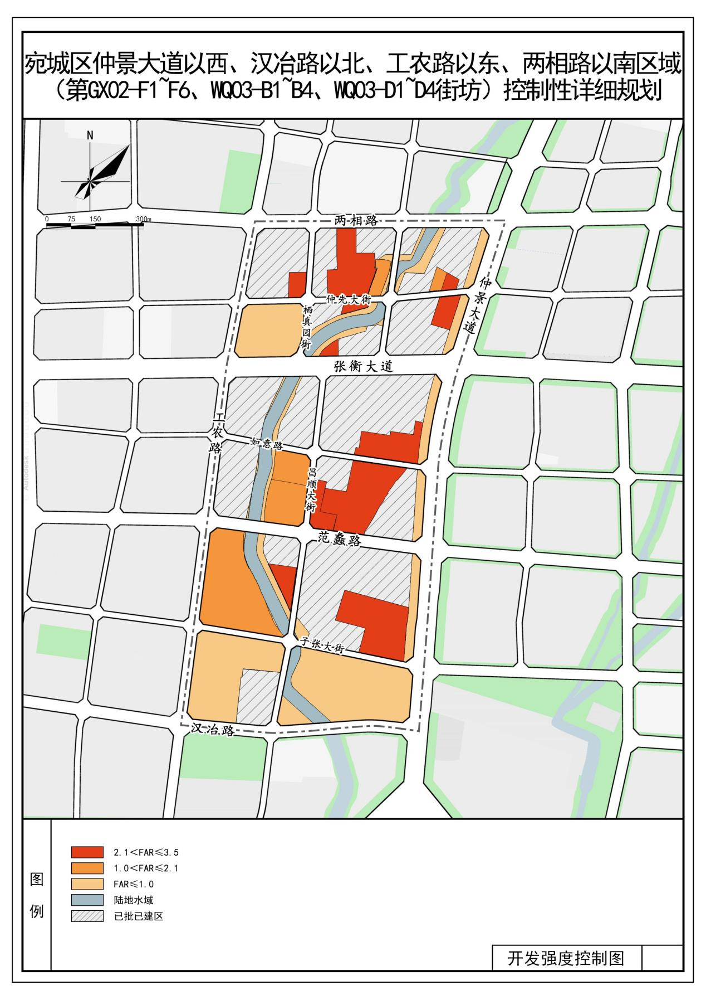 宛城区仲景大道以西、汉冶路以北、工农路以东、两相路以南区域
（第GX02-F1~F6、WQ03-B1~B4、WQ03-D1~D4街坊）控制性详细规划
N
0 75 150 300m
两相路
仲景大道
仲先大街
栖真园街
张衡大道
工农路
如意路
昌顺大街
范蠡路
子张大街
汉冶路
Autodesk
图例
2.1<FAR≤3.5
1.0<FAR≤2.1
FAR≤1.0
陆地水域
已批已建区
开发强度控制图